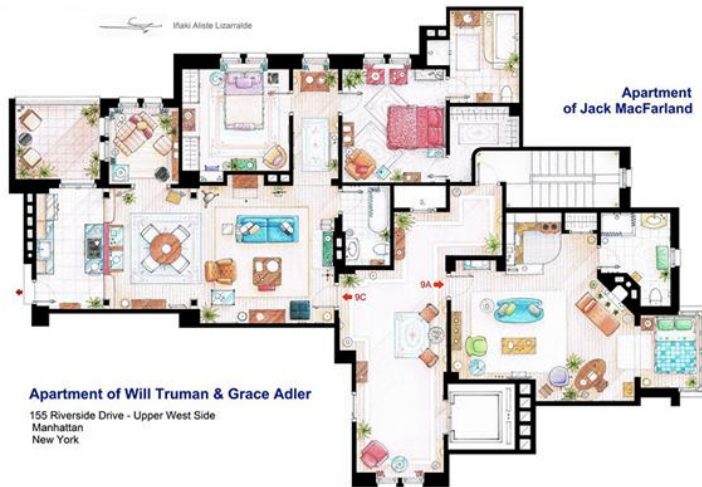 Iñaki Aliste Lizarralde
Apartment
of Jack MacFarland
9C
9A
Apartment of Will Truman & Grace Adler
155 Riverside Drive - Upper West Side
Manhattan
New York